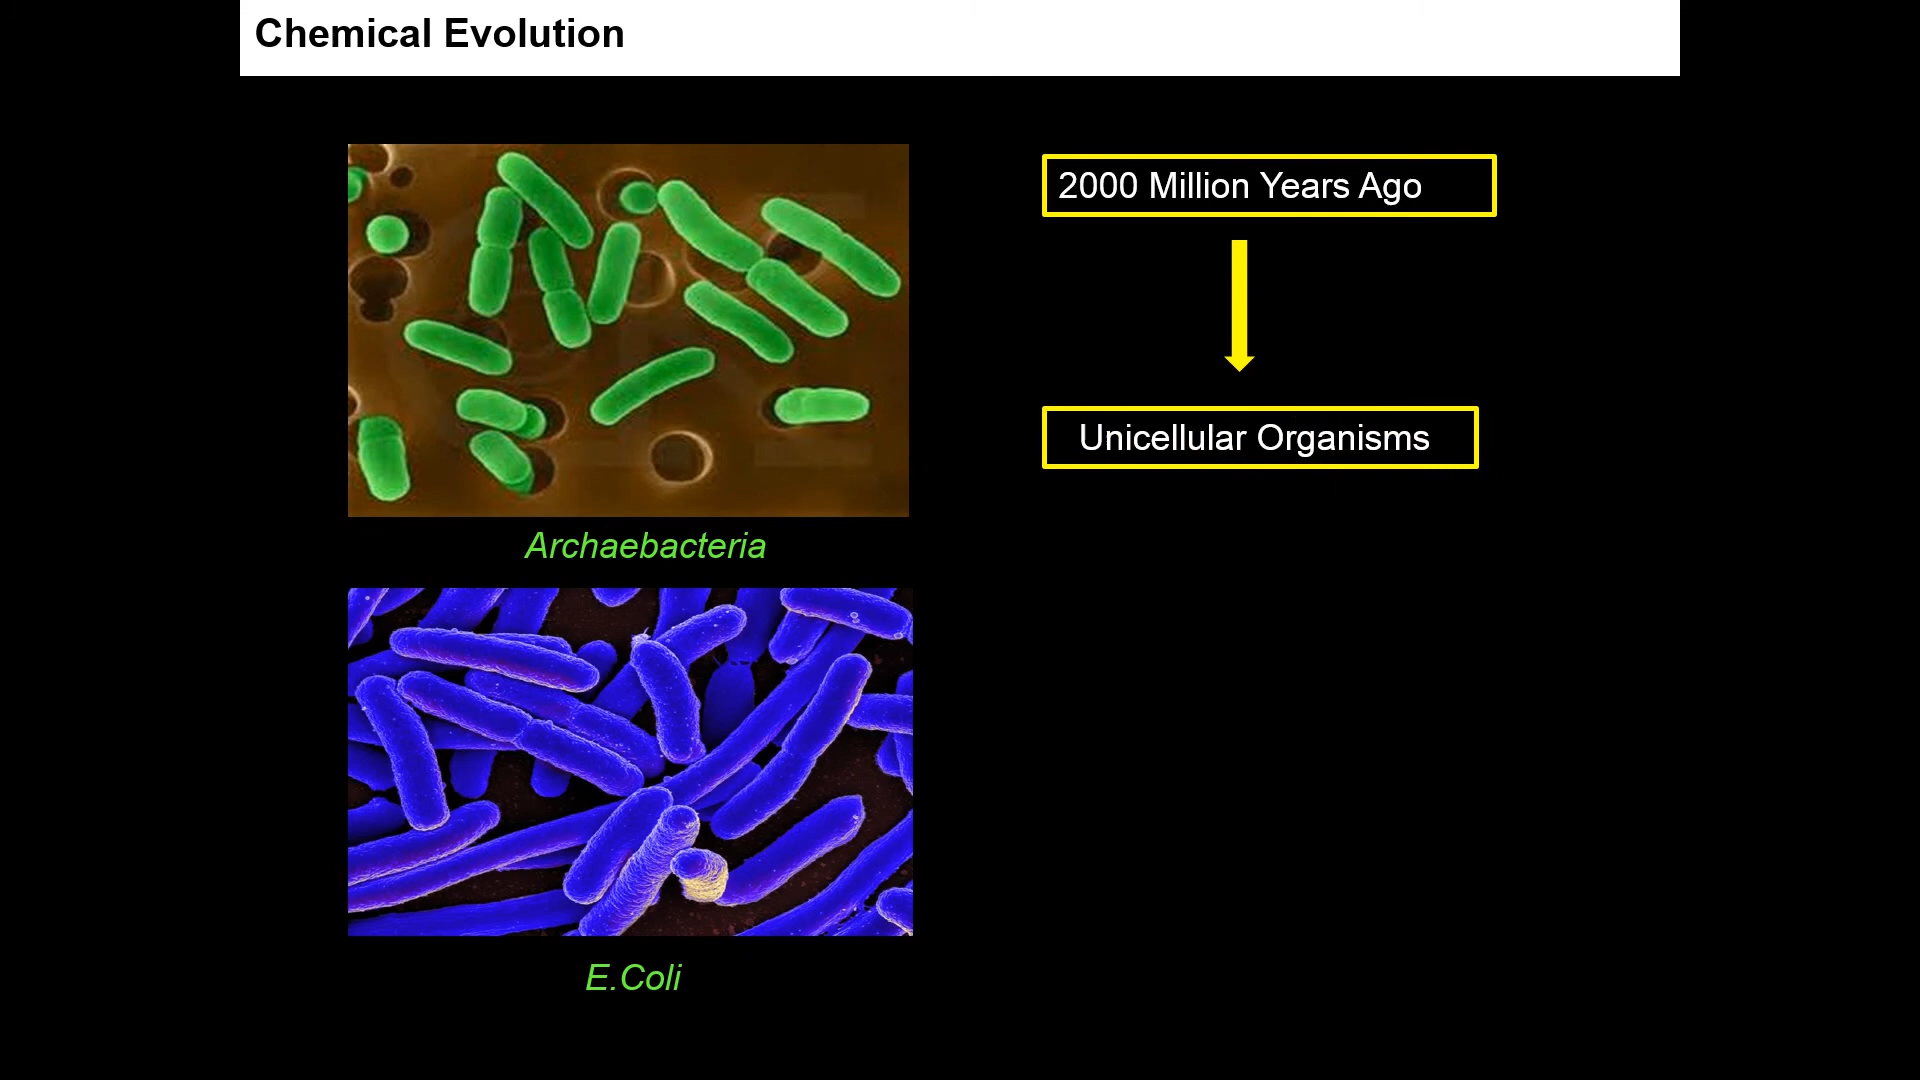 Chemical Evolution
2000 Million Years Ago
Unicellular Organisms
Archaebacteria
E.Coli